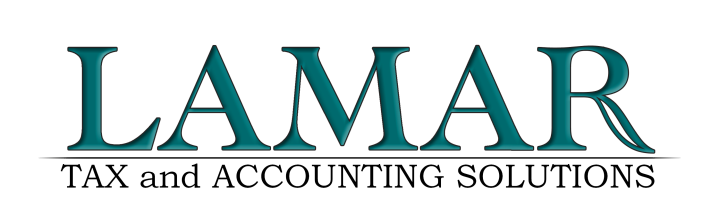 LAMAR
TAX and ACCOUNTING SOLUTIONS